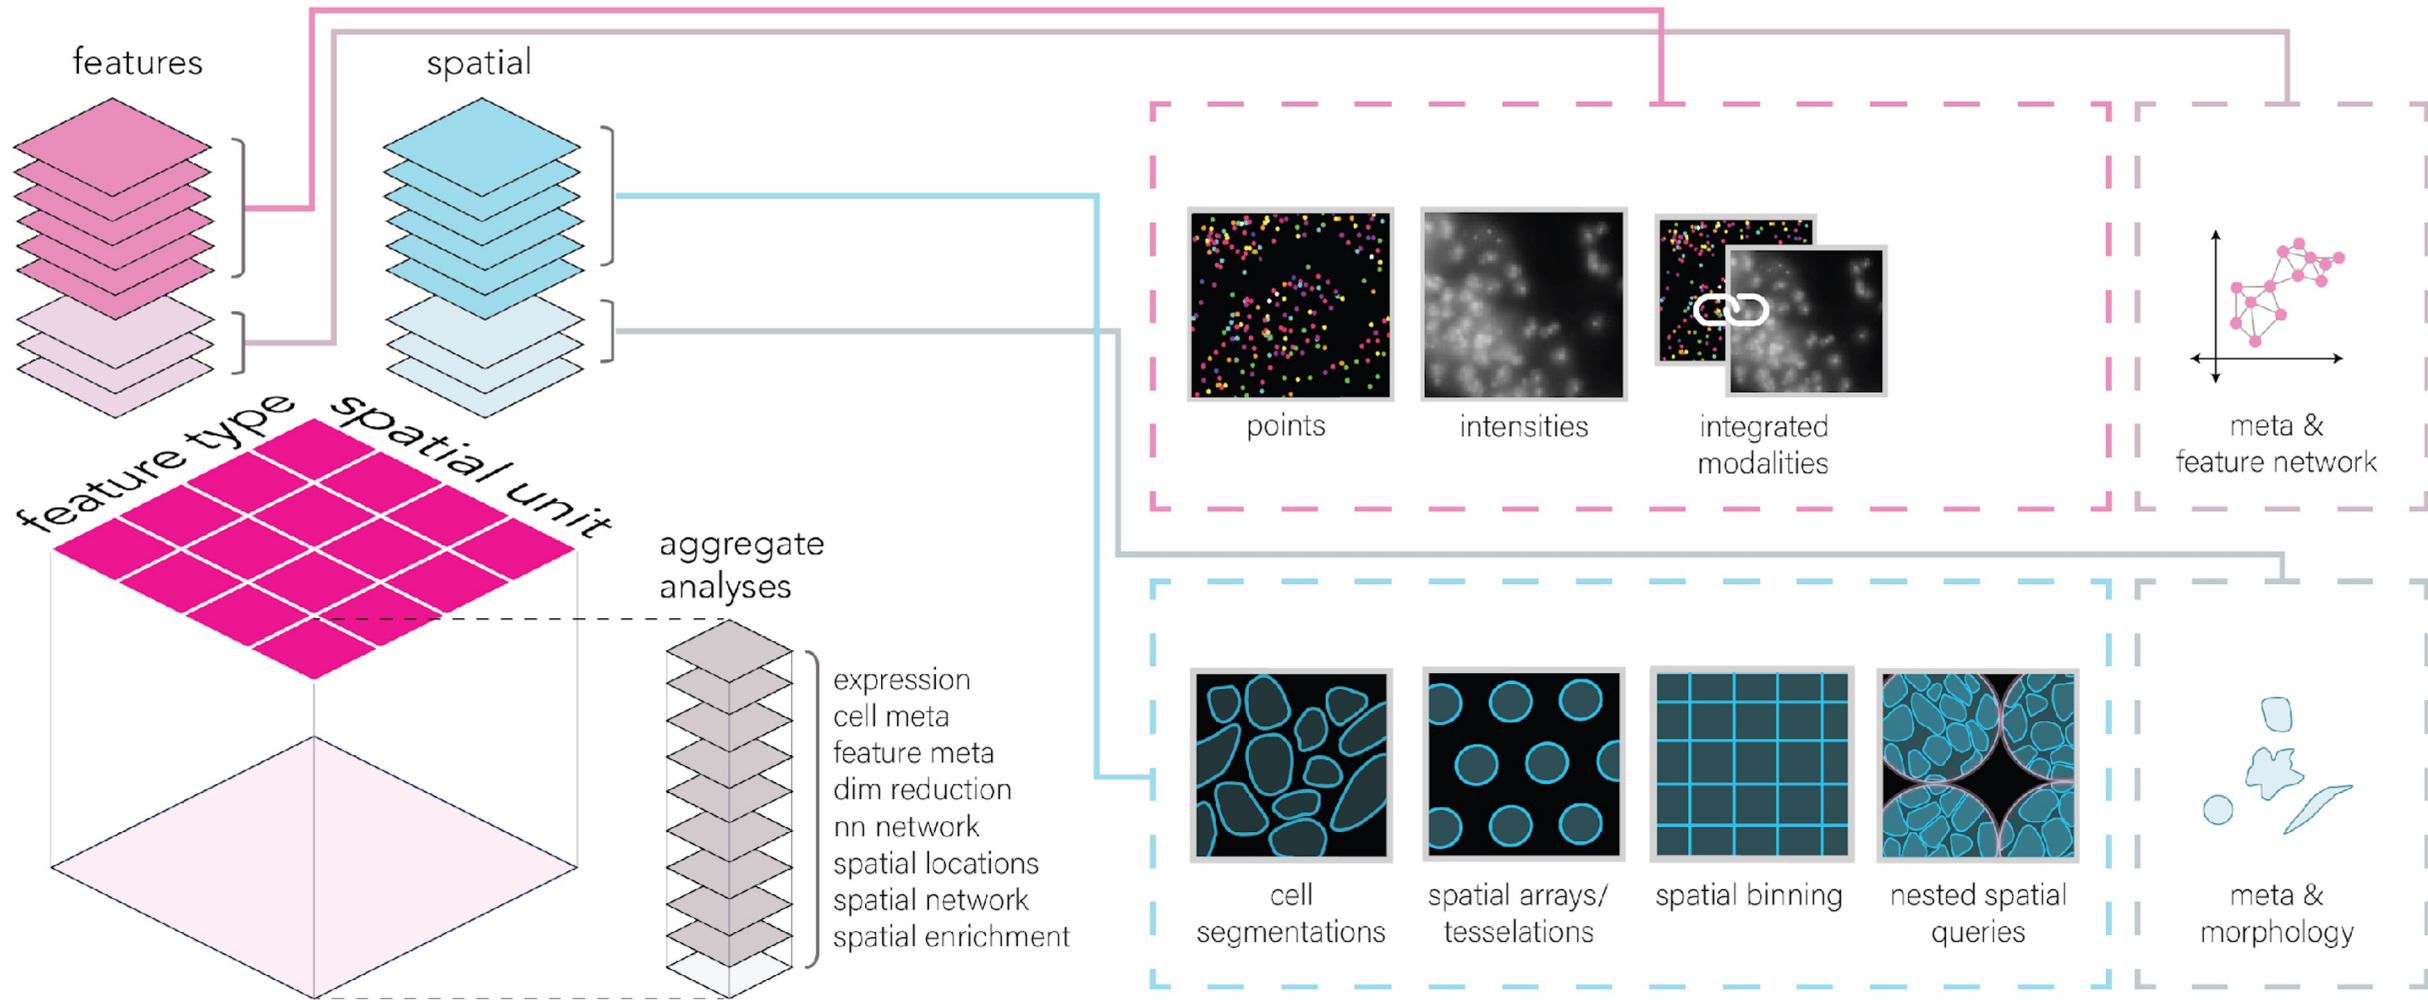 features
spatial
feature type
spatial unit
aggregate
analyses
expression
cell meta
feature meta
dim reduction
nn network
spatial locations
spatial network
spatial enrichment
points
intensities
integrated
modalities
meta &
feature network
cell
segmentations
spatial arrays/
tesselations
spatial binning
nested spatial
queries
meta &
morphology